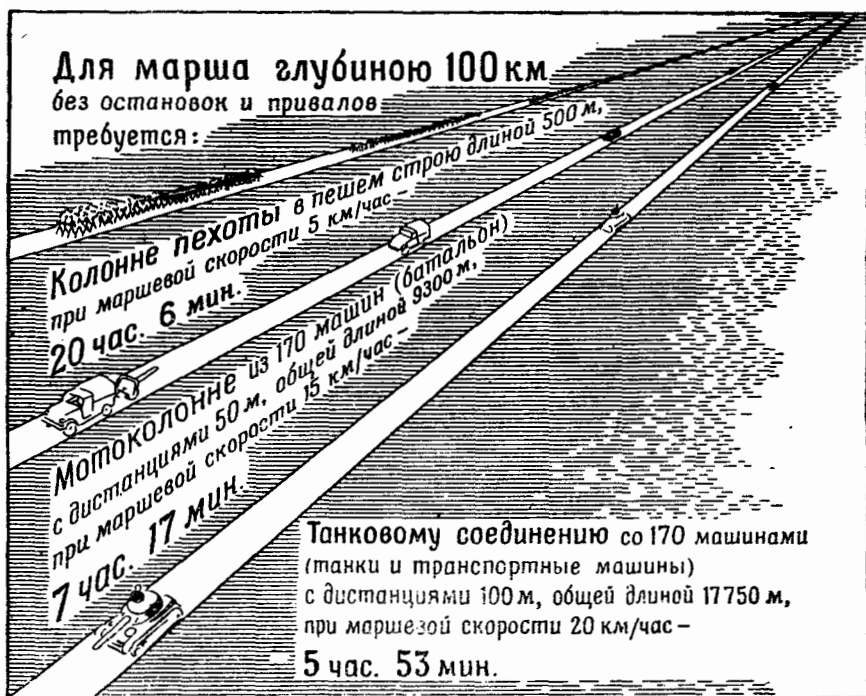 Для марша глубиною 100 км
без остановок и привалов
требуется:
Колонне пехоты в пешем строю длиной 500 м,
при маршевой скорости 5 км/час –
20 час. 6 мин.
Мотоколонне из 170 машин (батальон)
с дистанциями 50 м, общей длиной 9300 м,
при маршевой скорости 15 км/час –
7 час. 17 мин.
Танковому соединению со 170 машинами
(танки и транспортные машины)
с дистанциями 100 м, общей длиной 17750 м,
при маршевой скорости 20 км/час –
5 час. 53 мин.